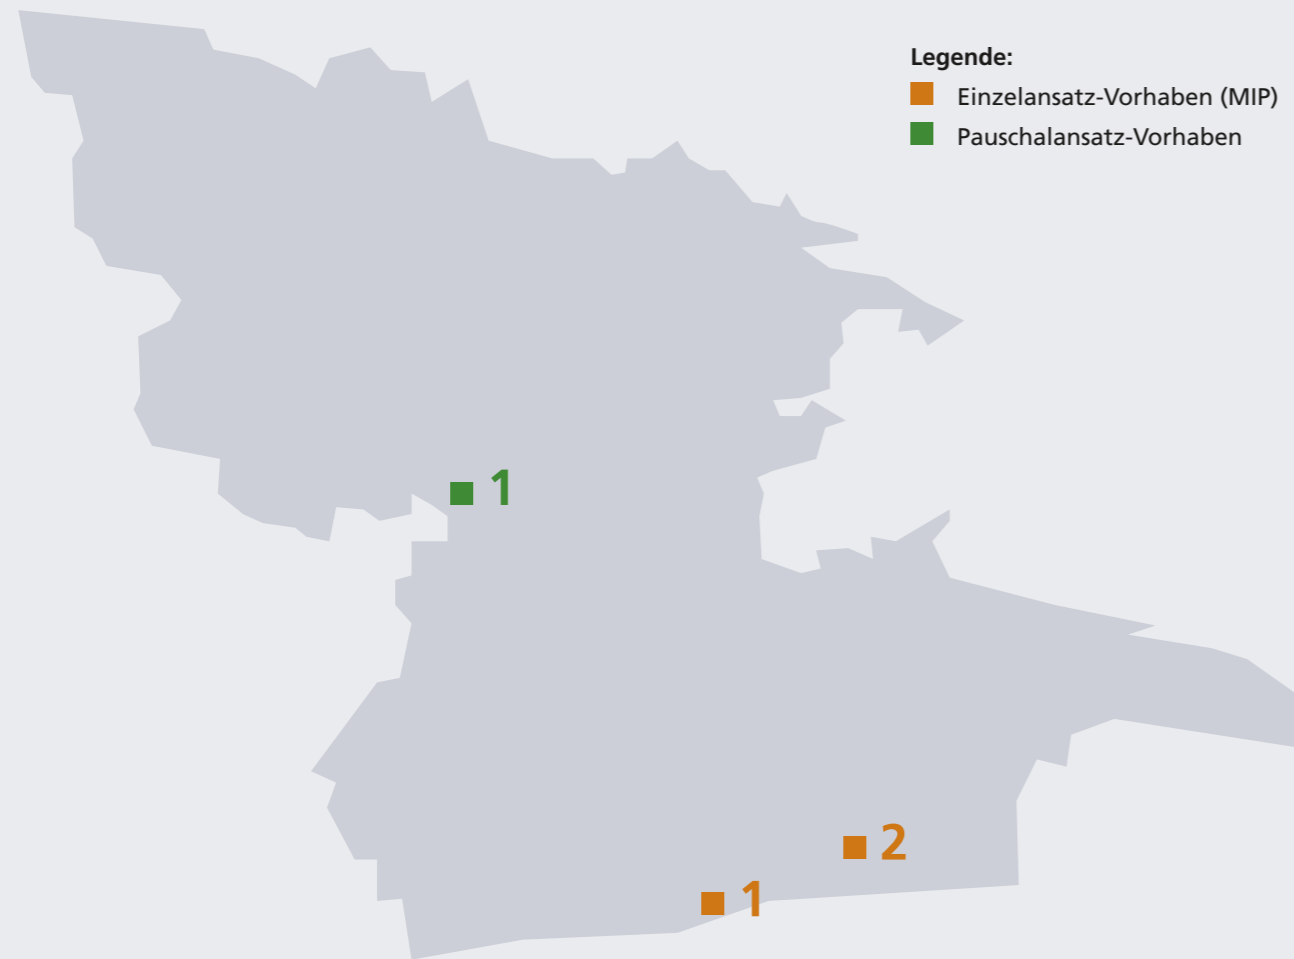 Legende:
Einzelansatz-Vorhaben (MIP)
Pauschalansatz-Vorhaben
1
2
1